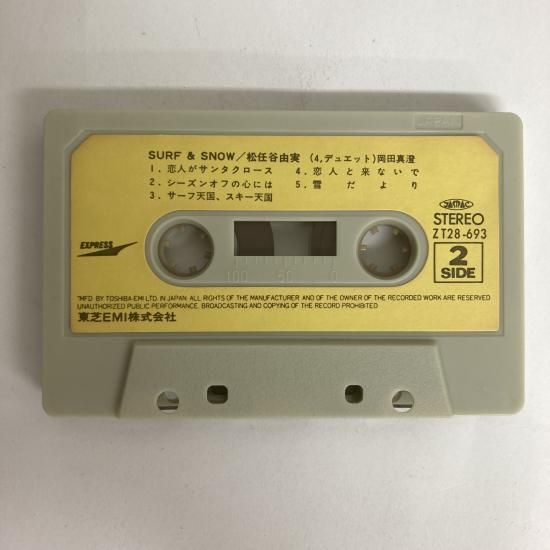 JAPAN
SURF & SNOW/松任谷由実 (4,デュエット)岡田真澄
1. 恋人がサンタクロース 4. 恋人と来ないで
2. シーズンオフの心には 5. 雪だより
3. サーフ天国、スキー天国
JASRAC
STEREO
ZT28-693
EXPRESS
2
SIDE
100 50 0
"MFD. BY TOSHIBA-EMI LTD. IN JAPAN. ALL RIGHTS OF THE MANUFACTURER AND OF THE OWNER OF THE RECORDED WORK ARE RESERVED
UNAUTHORIZED PUBLIC PERFORMANCE, BROADCASTING AND COPYING OF THE RECORD PROHIBITED
東芝EMI株式会社